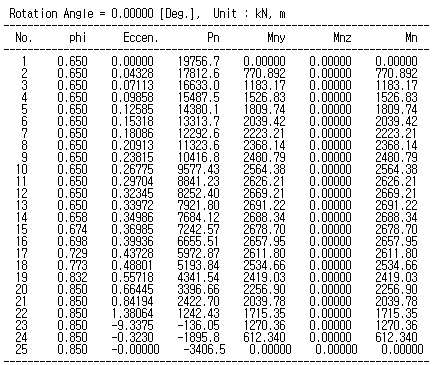 Rotation Angle = 0.00000 [Deg.], Unit : kN, m
No. phi Eccen. Pn Mny Mnz Mn
1 0.650 0.00000 19756.7 0.00000 0.00000 0.00000
2 0.650 0.04328 17812.6 770.892 0.00000 770.892
3 0.650 0.07113 16633.0 1183.17 0.00000 1183.17
4 0.650 0.09858 15487.5 1526.83 0.00000 1526.83
5 0.650 0.12585 14380.1 1809.74 0.00000 1809.74
6 0.650 0.15318 13313.7 2039.42 0.00000 2039.42
7 0.650 0.18086 12292.6 2223.21 0.00000 2223.21
8 0.650 0.20913 11323.6 2368.14 0.00000 2368.14
9 0.650 0.23815 10416.8 2480.79 0.00000 2480.79
10 0.650 0.26775 9577.43 2564.38 0.00000 2564.38
11 0.650 0.29704 8841.23 2626.21 0.00000 2626.21
12 0.650 0.32345 8252.40 2669.21 0.00000 2669.21
13 0.650 0.33972 7921.80 2691.22 0.00000 2691.22
14 0.658 0.34986 7684.12 2688.34 0.00000 2688.34
15 0.674 0.36985 7242.57 2678.70 0.00000 2678.70
16 0.698 0.39936 6655.51 2657.95 0.00000 2657.95
17 0.729 0.43728 5972.87 2611.80 0.00000 2611.80
18 0.773 0.48801 5193.84 2534.66 0.00000 2534.66
19 0.832 0.55718 4341.54 2419.03 0.00000 2419.03
20 0.850 0.66445 3396.66 2256.90 0.00000 2256.90
21 0.850 0.84194 2422.70 2039.78 0.00000 2039.78
22 0.850 1.38064 1242.43 1715.35 0.00000 1715.35
23 0.850 -9.3375 -136.05 1270.36 0.00000 1270.36
24 0.850 -0.3230 -1895.8 612.340 0.00000 612.340
25 0.850 -0.00000 -3406.5 0.00000 0.00000 0.00000